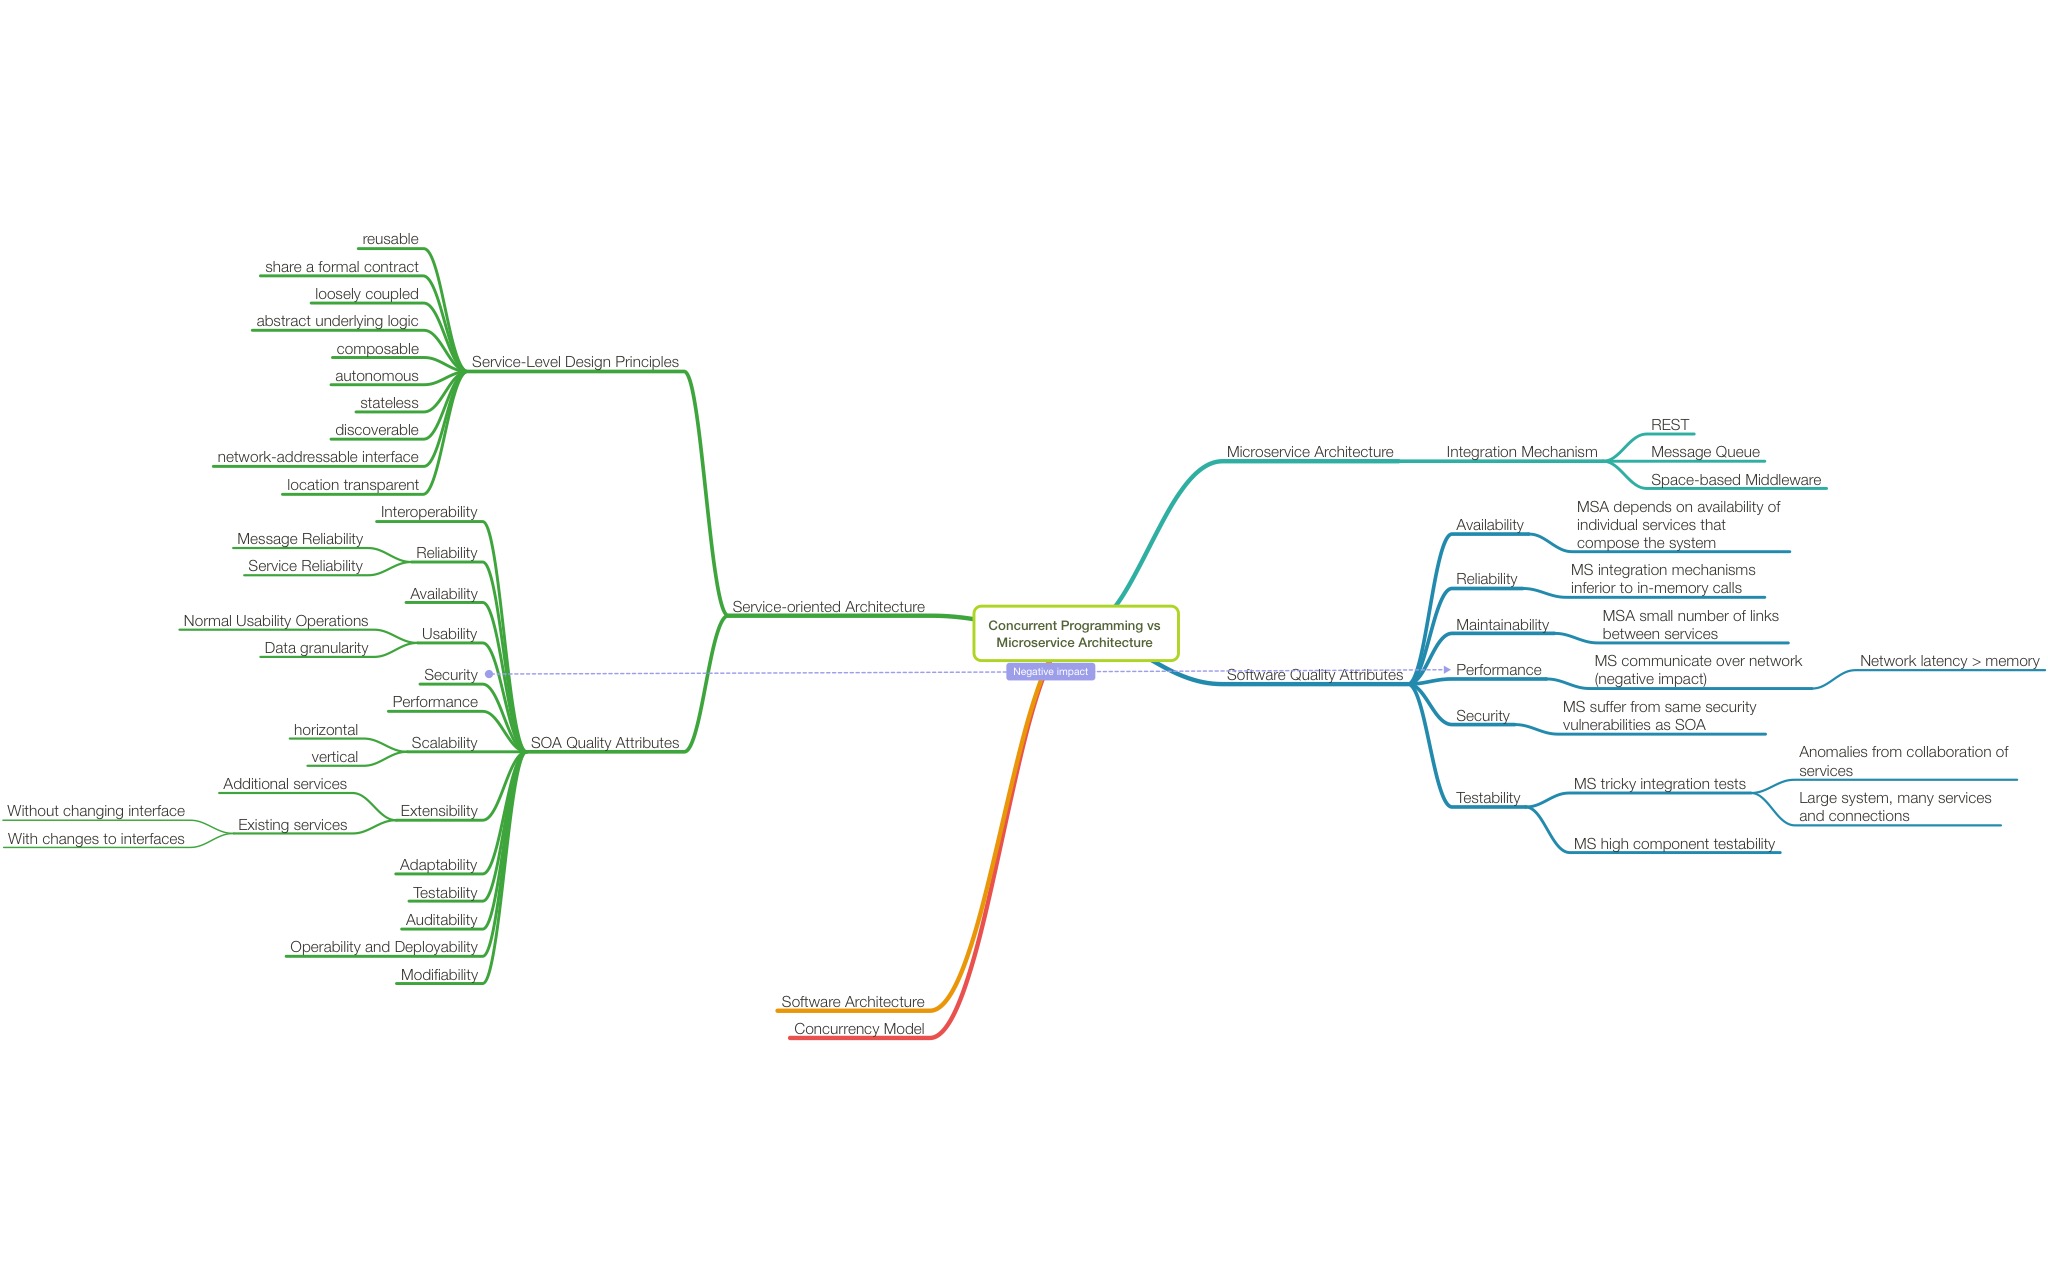 Concurrent Programming vs
Microservice Architecture
Negative impact
Service-oriented Architecture
Service-Level Design Principles
reusable
share a formal contract
loosely coupled
abstract underlying logic
composable
autonomous
stateless
discoverable
network-addressable interface
location transparent
SOA Quality Attributes
Interoperability
Reliability
Message Reliability
Service Reliability
Availability
Usability
Normal Usability Operations
Data granularity
Security
Performance
Scalability
horizontal
vertical
Extensibility
Additional services
Existing services
Without changing interface
With changes to interfaces
Adaptability
Testability
Auditability
Operability and Deployability
Modifiability
Software Architecture
Concurrency Model
Microservice Architecture
Integration Mechanism
REST
Message Queue
Space-based Middleware
Software Quality Attributes
Availability
MSA depends on availability of
individual services that
compose the system
Reliability
MS integration mechanisms
inferior to in-memory calls
Maintainability
MSA small number of links
between services
Performance
MS communicate over network
(negative impact)
Network latency > memory
Security
MS suffer from same security
vulnerabilities as SOA
Testability
MS tricky integration tests
Anomalies from collaboration of
services
Large system, many services
and connections
MS high component testability